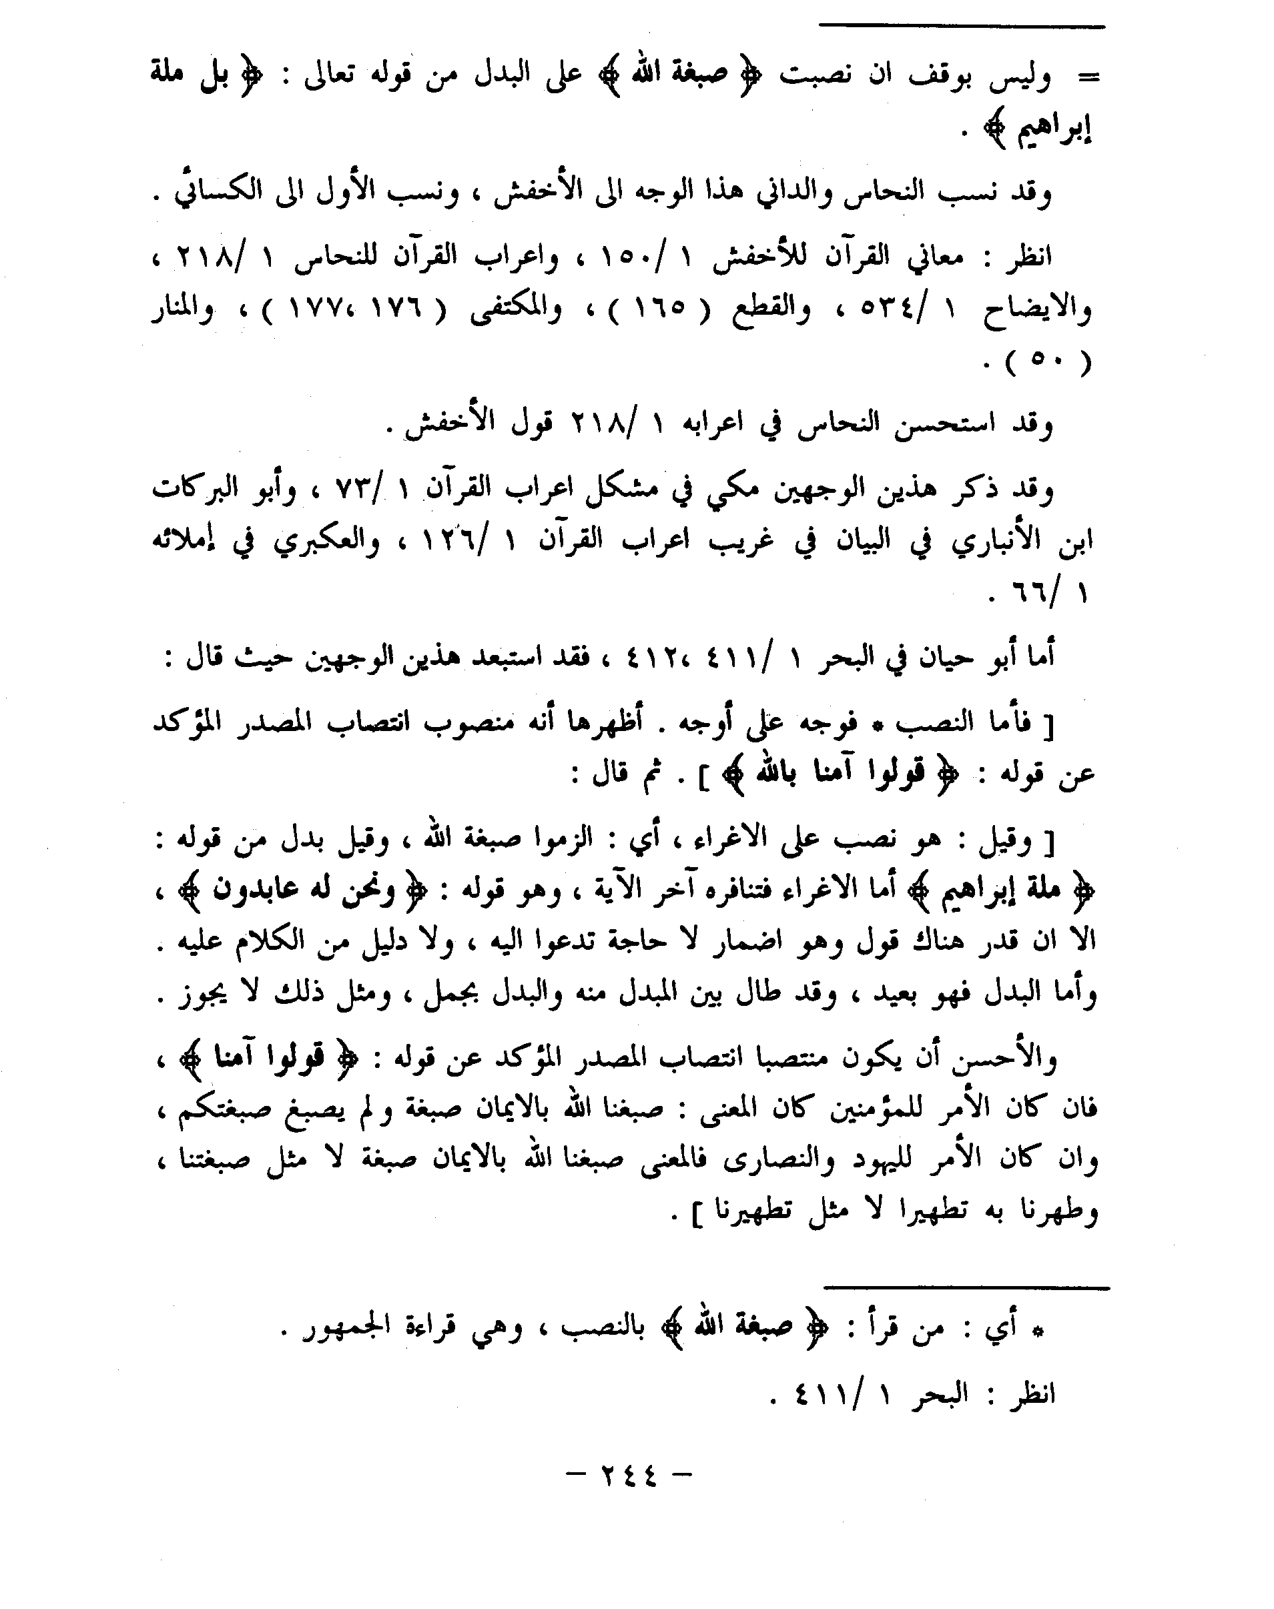 = وليس بوقف ان نصبت ﴿ صبغة الله ﴾ على البدل من قوله تعالى : ﴿ بل ملة
إبراهيم ﴾ .
وقد نسب النحاس والداني هذا الوجه الى الأخفش ، ونسب الأول الى الكسائي .
انظر : معاني القرآن للأخفش ١ /١٥٠ ، واعراب القرآن للنحاس ١ /٢١٨ ،
والايضاح ١ /٥٣٤ ، والقطع ( ١٦٥ ) ، والمكتفى ( ١٧٦ ،١٧٧ ) ، والمنار
( ٥٠ ) .
وقد استحسن النحاس في اعرابه ١ /٢١٨ قول الأخفش .
وقد ذكر هذين الوجهين مكي في مشكل اعراب القرآن ١ /٧٣ ، وأبو البركات
ابن الأنباري في البيان في غريب اعراب القرآن ١ /١٢٦ ، والعكبري في إملائه
١ /٦٦ .
أما أبو حيان في البحر ١ /٤١١ ،٤١٢ ، فقد استبعد هذين الوجهين حيث قال :
[ فأما النصب * فوجه على أوجه . أظهرها أنه منصوب انتصاب المصدر المؤكد
عن قوله : ﴿ قولوا آمنا بالله ﴾ ] . ثم قال :
[ وقيل : هو نصب على الاغراء ، أي : الزموا صبغة الله ، وقيل بدل من قوله :
﴿ ملة إبراهيم ﴾ أما الاغراء فتنافره آخر الآية ، وهو قوله : ﴿ ونحن له عابدون ﴾ ،
الا ان قدر هناك قول وهو اضمار لا حاجة تدعوا اليه ، ولا دليل من الكلام عليه .
وأما البدل فهو بعيد ، وقد طال بين المبدل منه والبدل بجمل ، ومثل ذلك لا يجوز .
والأحسن أن يكون منتصبا انتصاب المصدر المؤكد عن قوله : ﴿ قولوا آمنا ﴾ ،
فان كان الأمر للمؤمنين كان المعنى : صبغنا الله بالايمان صبغة ولم يصبغ صبغتكم ،
وان كان الأمر لليهود والنصارى فالمعنى صبغنا الله بالايمان صبغة لا مثل صبغتنا ،
وطهرنا به تطهيرا لا مثل تطهيرنا ] .
* أي : من قرأ : ﴿ صبغة الله ﴾ بالنصب ، وهي قراءة الجمهور .
انظر : البحر ١ /٤١١ .
– ٢٤٤ –